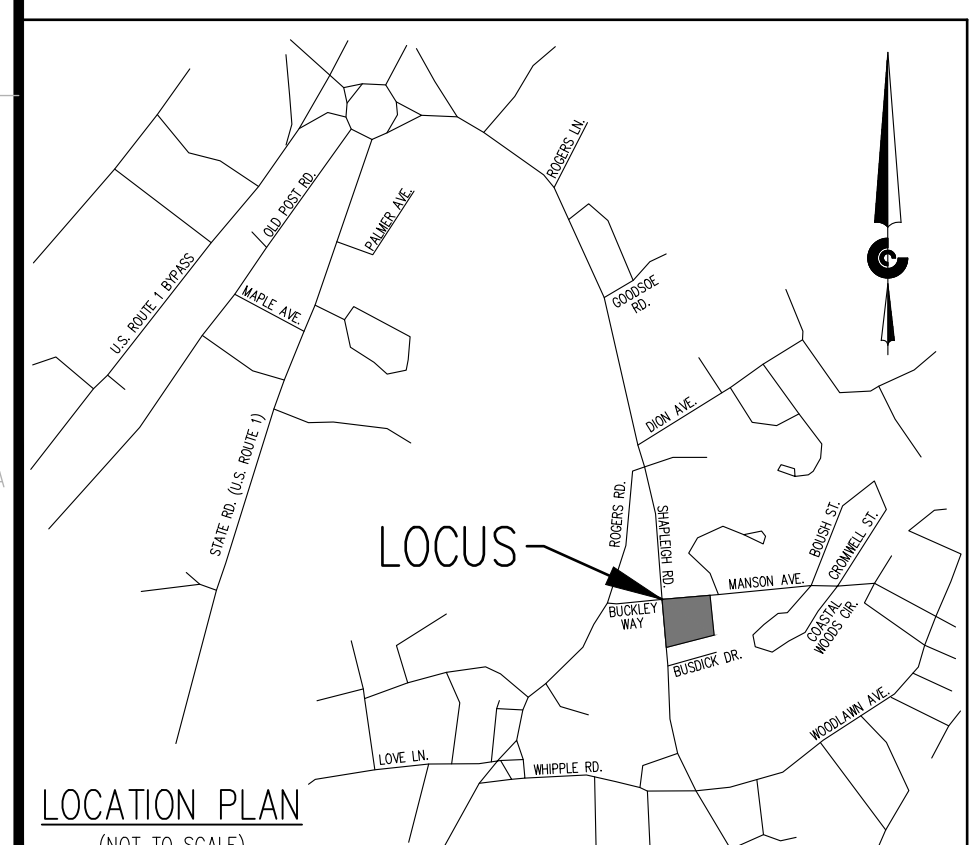 ROGERS LN.
OLD POST RD.
PALMER AVE.
U.S. ROUTE 1 BYPASS
MAPLE AVE.
GOODSOE
RD.
DION AVE.
STATE RD. (U.S. ROUTE 1)
ROGERS RD.
SHAPLEIGH RD.
BOUSH ST.
CROMWELL ST.
LOCUS
MANSON AVE.
BUCKLEY
WAY
COASTAL
WOODS CIR.
BUSDICK DR.
WOODLAWN AVE.
LOVE LN.
WHIPPLE RD.
LOCATION PLAN
(NOT TO SCALE)